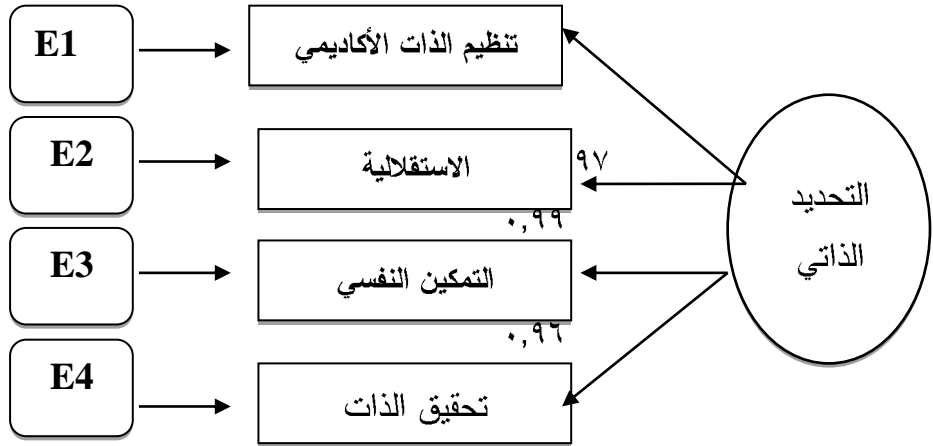 E1
تنظيم الذات الأكاديمي
E2
الاستقلالية
٩٧
التحديد
الذاتي
٠,٩٩
E3
التمكين النفسي
٠,٩٦
E4
تحقيق الذات